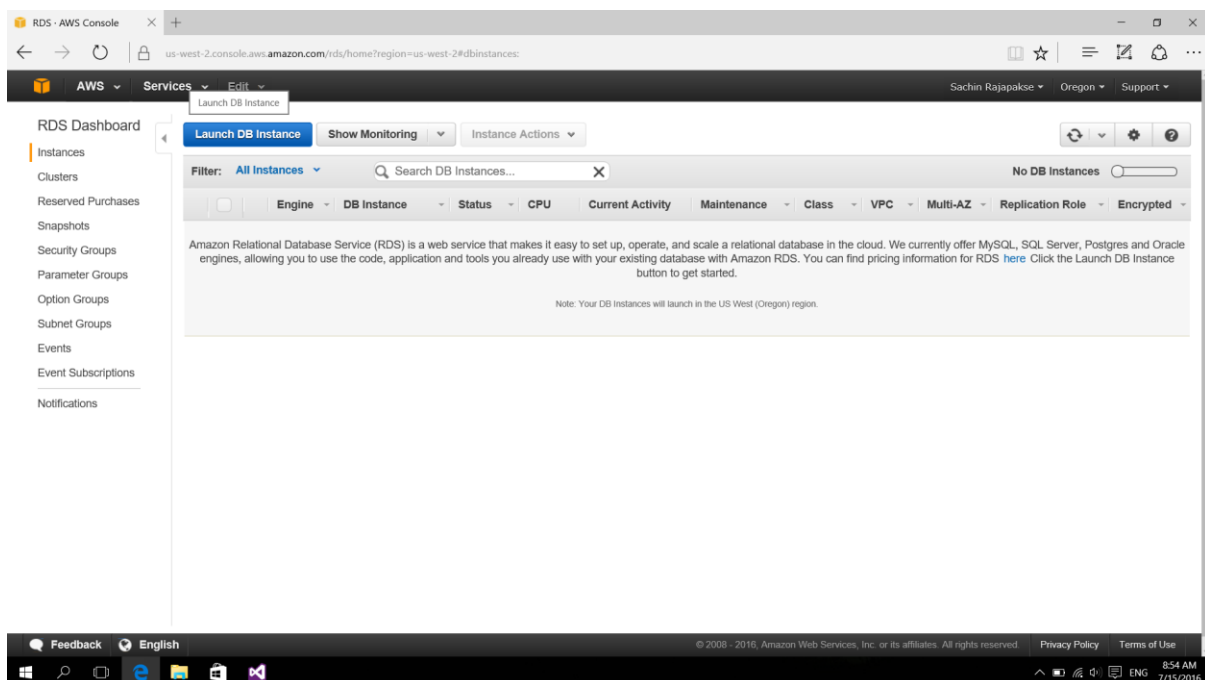 RDS · AWS Console
us-west-2.console.aws.amazon.com/rds/home?region=us-west-2#dbinstances:
AWS Services Edit Sachin Rajapakse Oregon Support
Launch DB Instance
RDS Dashboard
Instances
Clusters
Reserved Purchases
Snapshots
Security Groups
Parameter Groups
Option Groups
Subnet Groups
Events
Event Subscriptions
Notifications
Launch DB Instance Show Monitoring Instance Actions
Filter: All Instances Search DB Instances... No DB Instances
Engine DB Instance Status CPU Current Activity Maintenance Class VPC Multi-AZ Replication Role Encrypted
Amazon Relational Database Service (RDS) is a web service that makes it easy to set up, operate, and scale a relational database in the cloud. We currently offer MySQL, SQL Server, Postgres and Oracle
engines, allowing you to use the code, application and tools you already use with your existing database with Amazon RDS. You can find pricing information for RDS here Click the Launch DB Instance
button to get started.
Note: Your DB Instances will launch in the US West (Oregon) region.
Feedback English © 2008 - 2016, Amazon Web Services, Inc. or its affiliates. All rights reserved. Privacy Policy Terms of Use
ENG 8:54 AM
7/15/2016